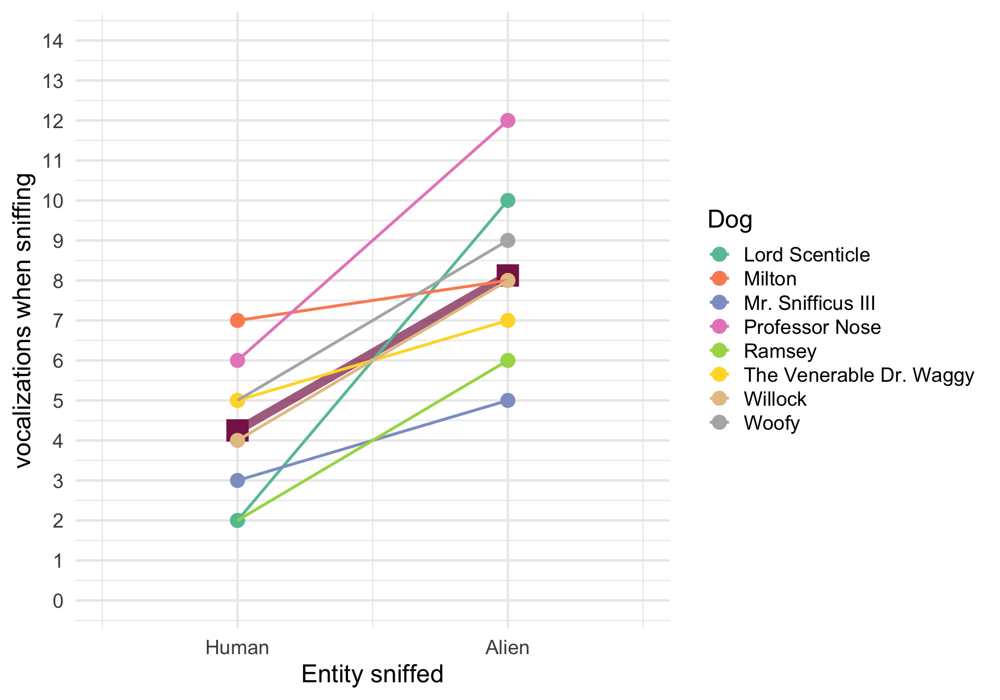 vocalizations when sniffing
14
13
12
11
10
9
8
7
6
5
4
3
2
1
0
Human
Alien
Entity sniffed
Dog
Lord Scenticle
Milton
Mr. Snifficus III
Professor Nose
Ramsey
The Venerable Dr. Waggy
Willock
Woofy